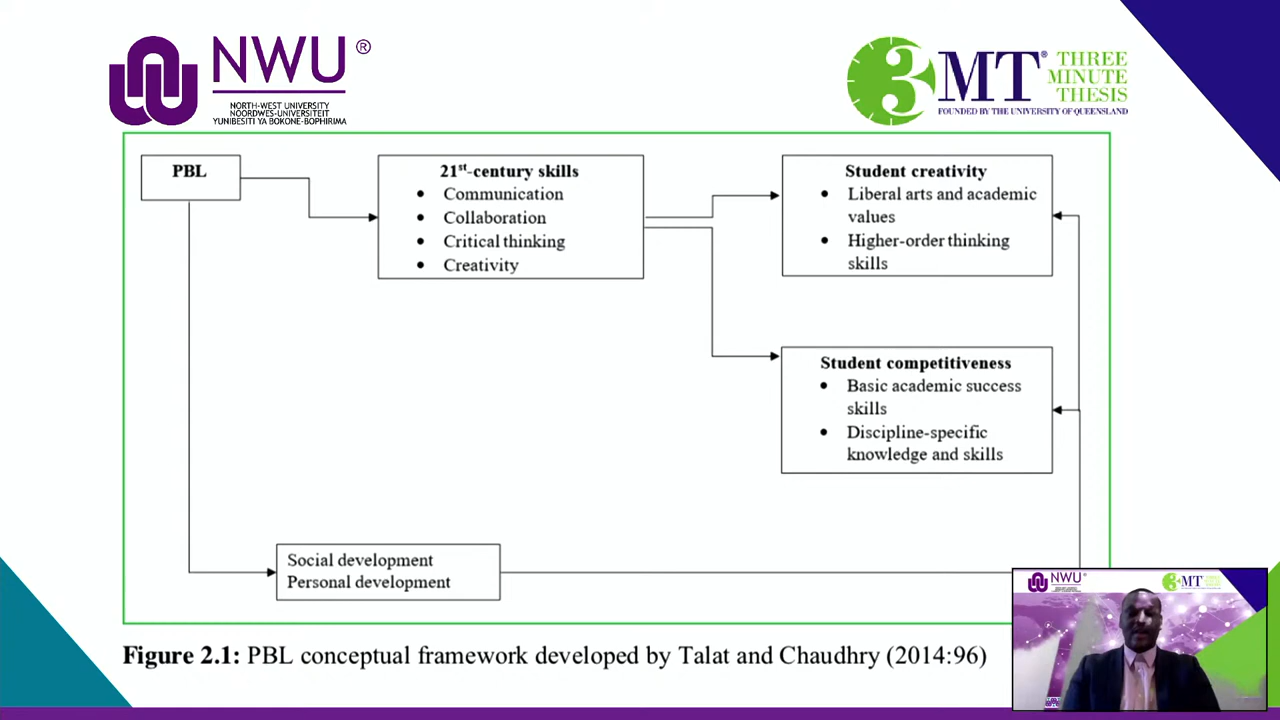 NWU®
NORTH-WEST UNIVERSITY
NOORDWES-UNIVERSITEIT
YUNIBESITI YA BOKONE-BOPHIRIMA
3MT®
THREE
MINUTE
THESIS
FOUNDED BY THE UNIVERSITY OF QUEENSLAND
PBL
21st-century skills
• Communication
• Collaboration
• Critical thinking
• Creativity
Student creativity
• Liberal arts and academic
values
• Higher-order thinking
skills
Student competitiveness
• Basic academic success
skills
• Discipline-specific
knowledge and skills
Social development
Personal development
Figure 2.1: PBL conceptual framework developed by Talat and Chaudhry (2014:96)
NWU®
3MT